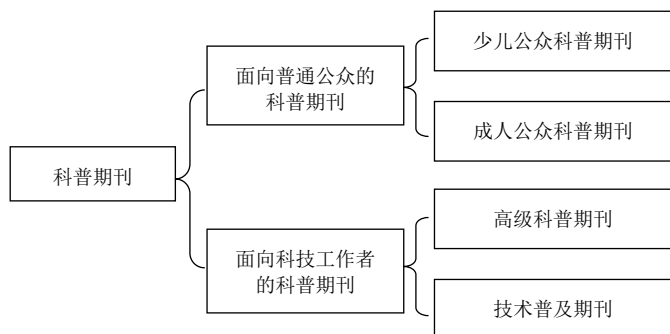 科普期刊
面向普通公众的
科普期刊
少儿公众科普期刊
成人公众科普期刊
面向科技工作者
的科普期刊
高级科普期刊
技术普及期刊